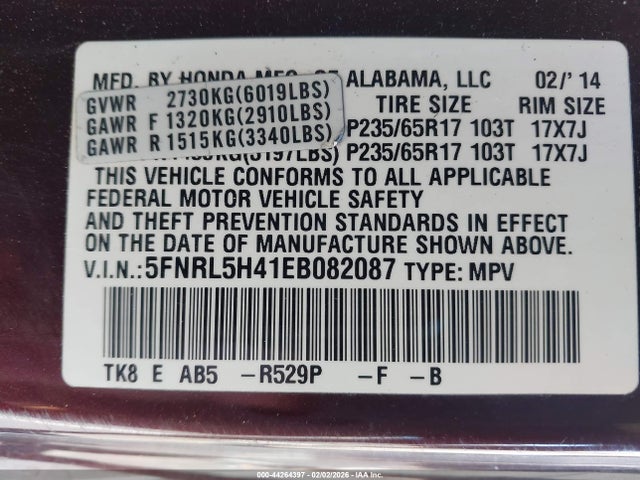 MFD. BY HONDA MFG. OF ALABAMA, LLC 02/'14
GVWR 2730KG(6019LBS) TIRE SIZE RIM SIZE
GAWR F 1320KG(2910LBS) P235/65R17 103T 17X7J
GAWR R 1515KG(3340LBS) P235/65R17 103T 17X7J
THIS VEHICLE CONFORMS TO ALL APPLICABLE
FEDERAL MOTOR VEHICLE SAFETY
AND THEFT PREVENTION STANDARDS IN EFFECT
ON THE DATE OF MANUFACTURE SHOWN ABOVE.
V.I.N.:5FNRL5H41EB082087 TYPE: MPV
TK8 E AB5 -R529P -F -B
000-44264397 - 02/02/2026 - IAA Inc.